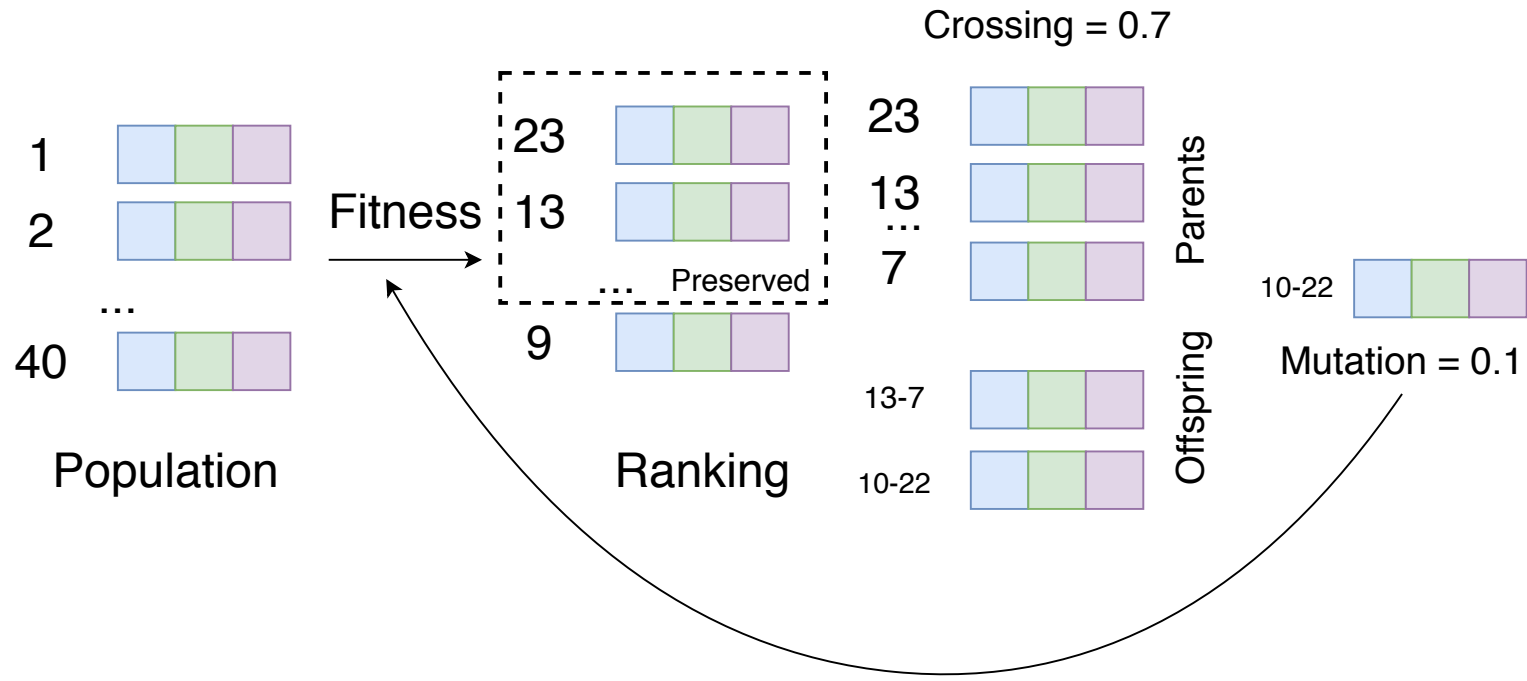 1
2
...
40
Population
Fitness
23
13
...
Preserved
9
Ranking
Crossing = 0.7
23
13
...
7
Parents
13-7
10-22
Offspring
10-22
Mutation = 0.1